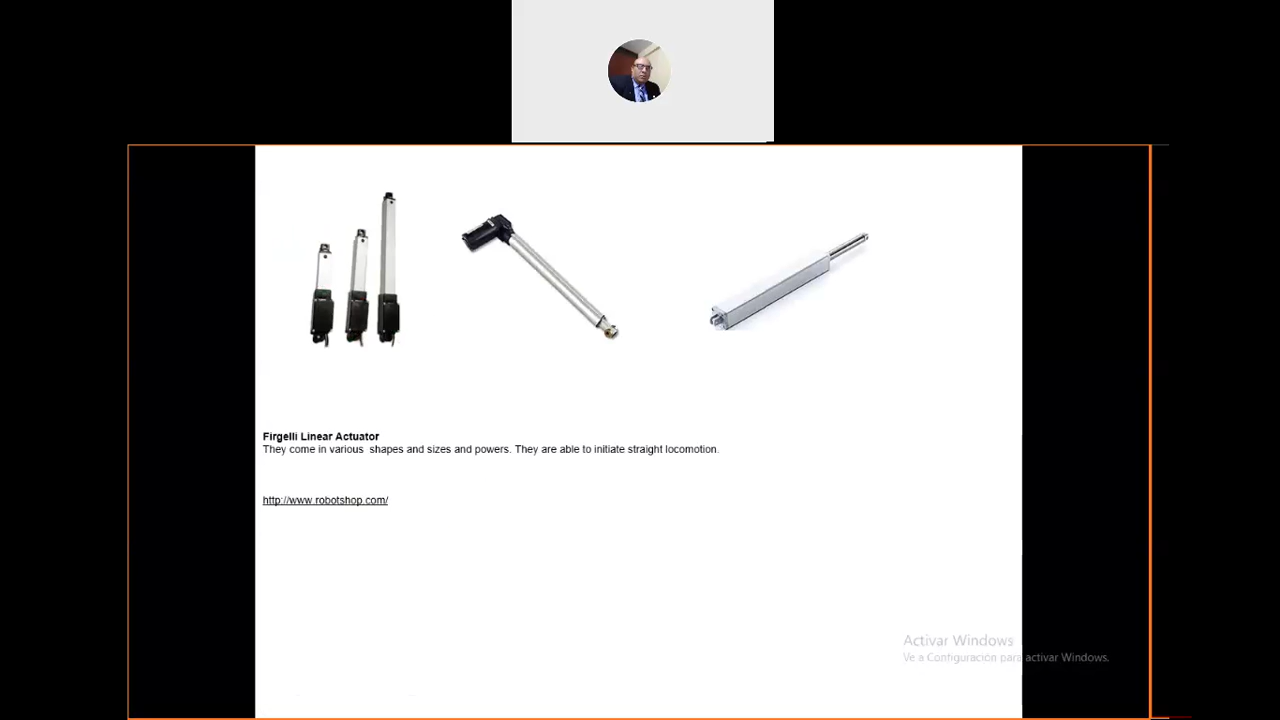 Firgelli Linear Actuator
They come in various shapes and sizes and powers. They are able to initiate straight locomotion.
http://www.robotshop.com/
Activar Windows
Ve a Configuración para activar Windows.